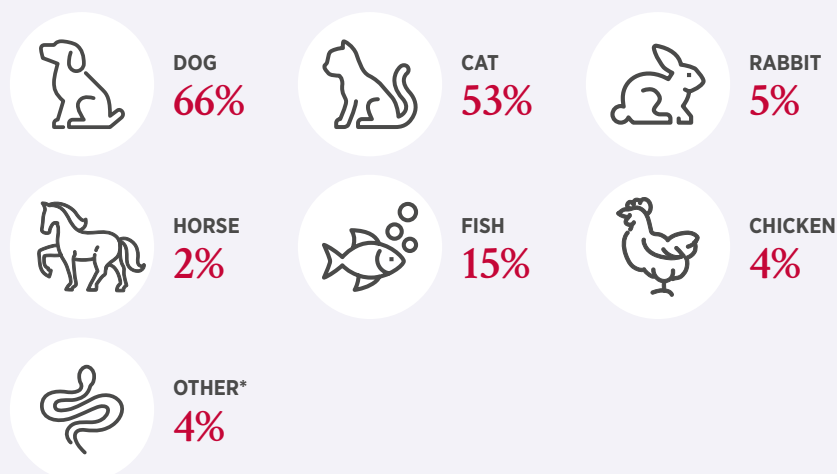 DOG
66%
CAT
53%
RABBIT
5%
HORSE
2%
FISH
15%
CHICKEN
4%
OTHER*
4%